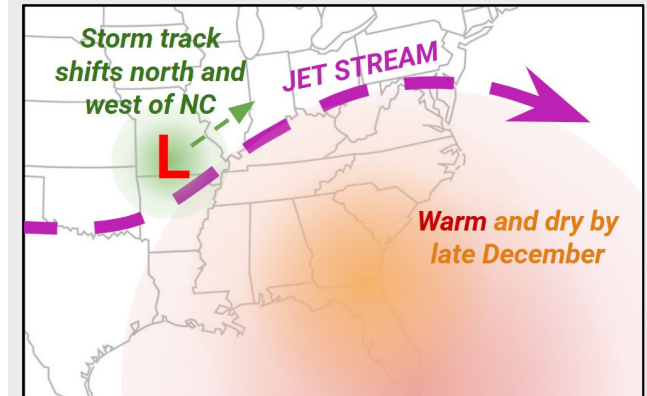 Storm track
shifts north and
west of NC
JET STREAM
L
Warm and dry by
late December